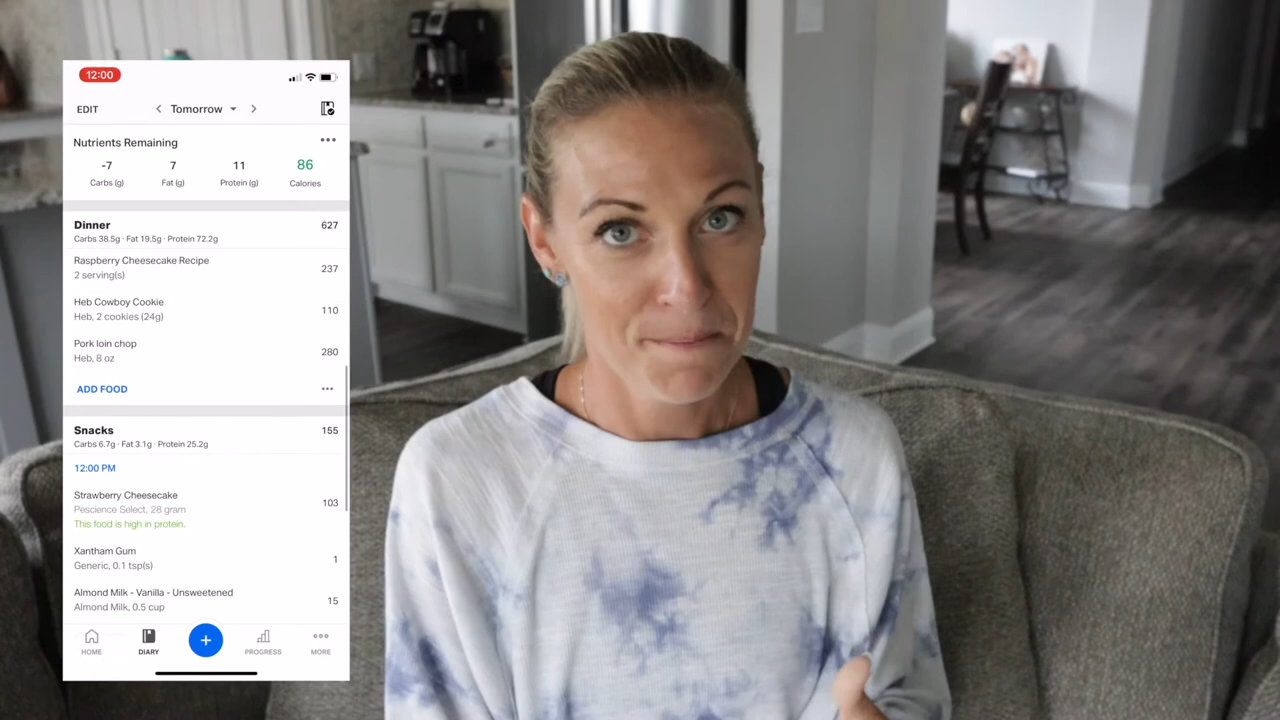 12:00
EDIT
Tomorrow
Nutrients Remaining
-7 7 11 86
Carbs (g) Fat (g) Protein (g) Calories
Dinner 627
Carbs 38.5g · Fat 19.5g · Protein 72.2g
Raspberry Cheesecake Recipe
2 serving(s) 237
Heb Cowboy Cookie
Heb, 2 cookies (24g) 110
Pork loin chop
Heb, 8 oz 280
ADD FOOD
Snacks 155
Carbs 6.7g · Fat 3.1g · Protein 25.2g
12:00 PM
Strawberry Cheesecake
Pescience Select, 28 gram 103
This food is high in protein.
Xantham Gum
Generic, 0.1 tsp(s) 1
Almond Milk - Vanilla - Unsweetened
Almond Milk, 0.5 cup 15
HOME DIARY PROGRESS MORE